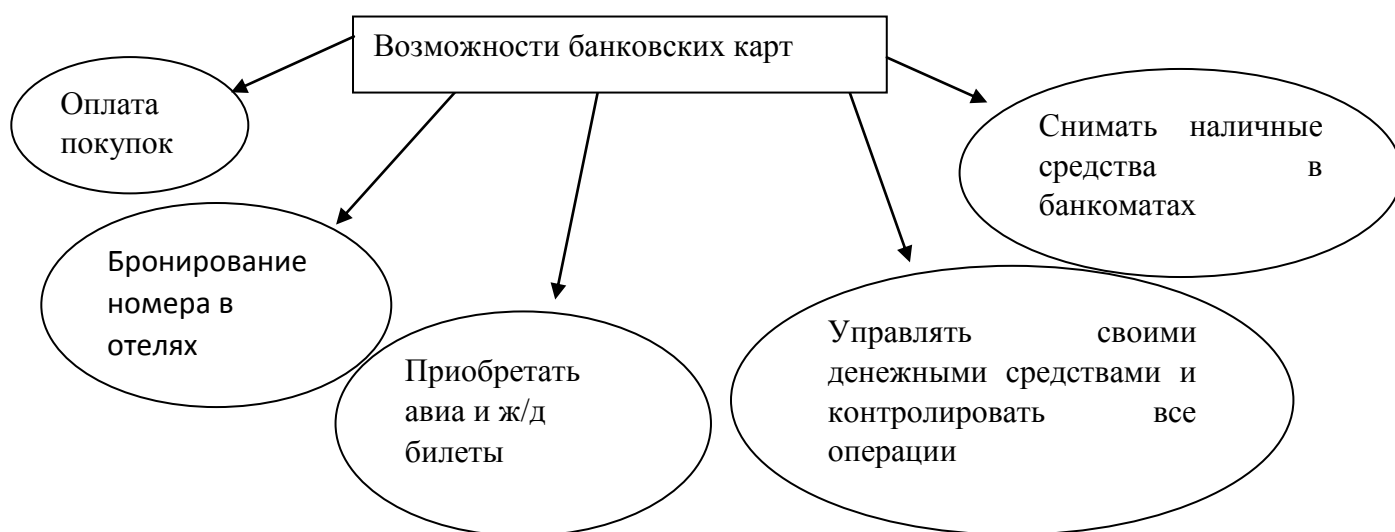 Возможности банковских карт
Оплата
покупок
Бронирование
номера в
отелях
Приобретать
авиа и ж/д
билеты
Управлять своими
денежными средствами и
контролировать все
операции
Снимать наличные
средства в
банкоматах